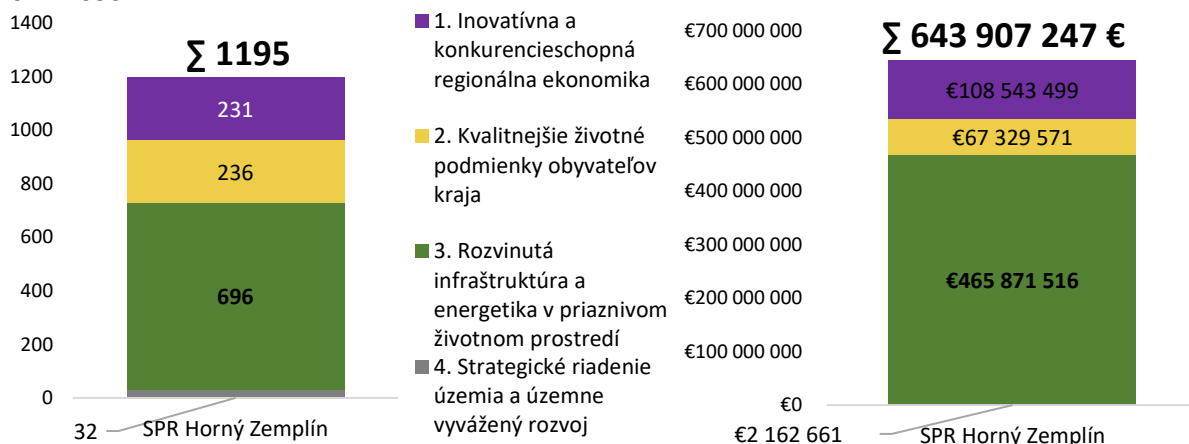 1400
1200
1000
800
600
400
200
0
∑ 1195
231
236
696
32
SPR Horný Zemplín
1. Inovatívna a
konkurencieschopná
regionálna ekonomika
2. Kvalitnejšie životné
podmienky obyvateľov
kraja
3. Rozvinutá
infraštruktúra a
energetika v priaznivom
životnom prostredí
4. Strategické riadenie
územia a územne
vyvážený rozvoj
€700 000 000
€600 000 000
€500 000 000
€400 000 000
€300 000 000
€200 000 000
€100 000 000
€0
∑ 643 907 247 €
€108 543 499
€67 329 571
€465 871 516
€2 162 661
SPR Horný Zemplín